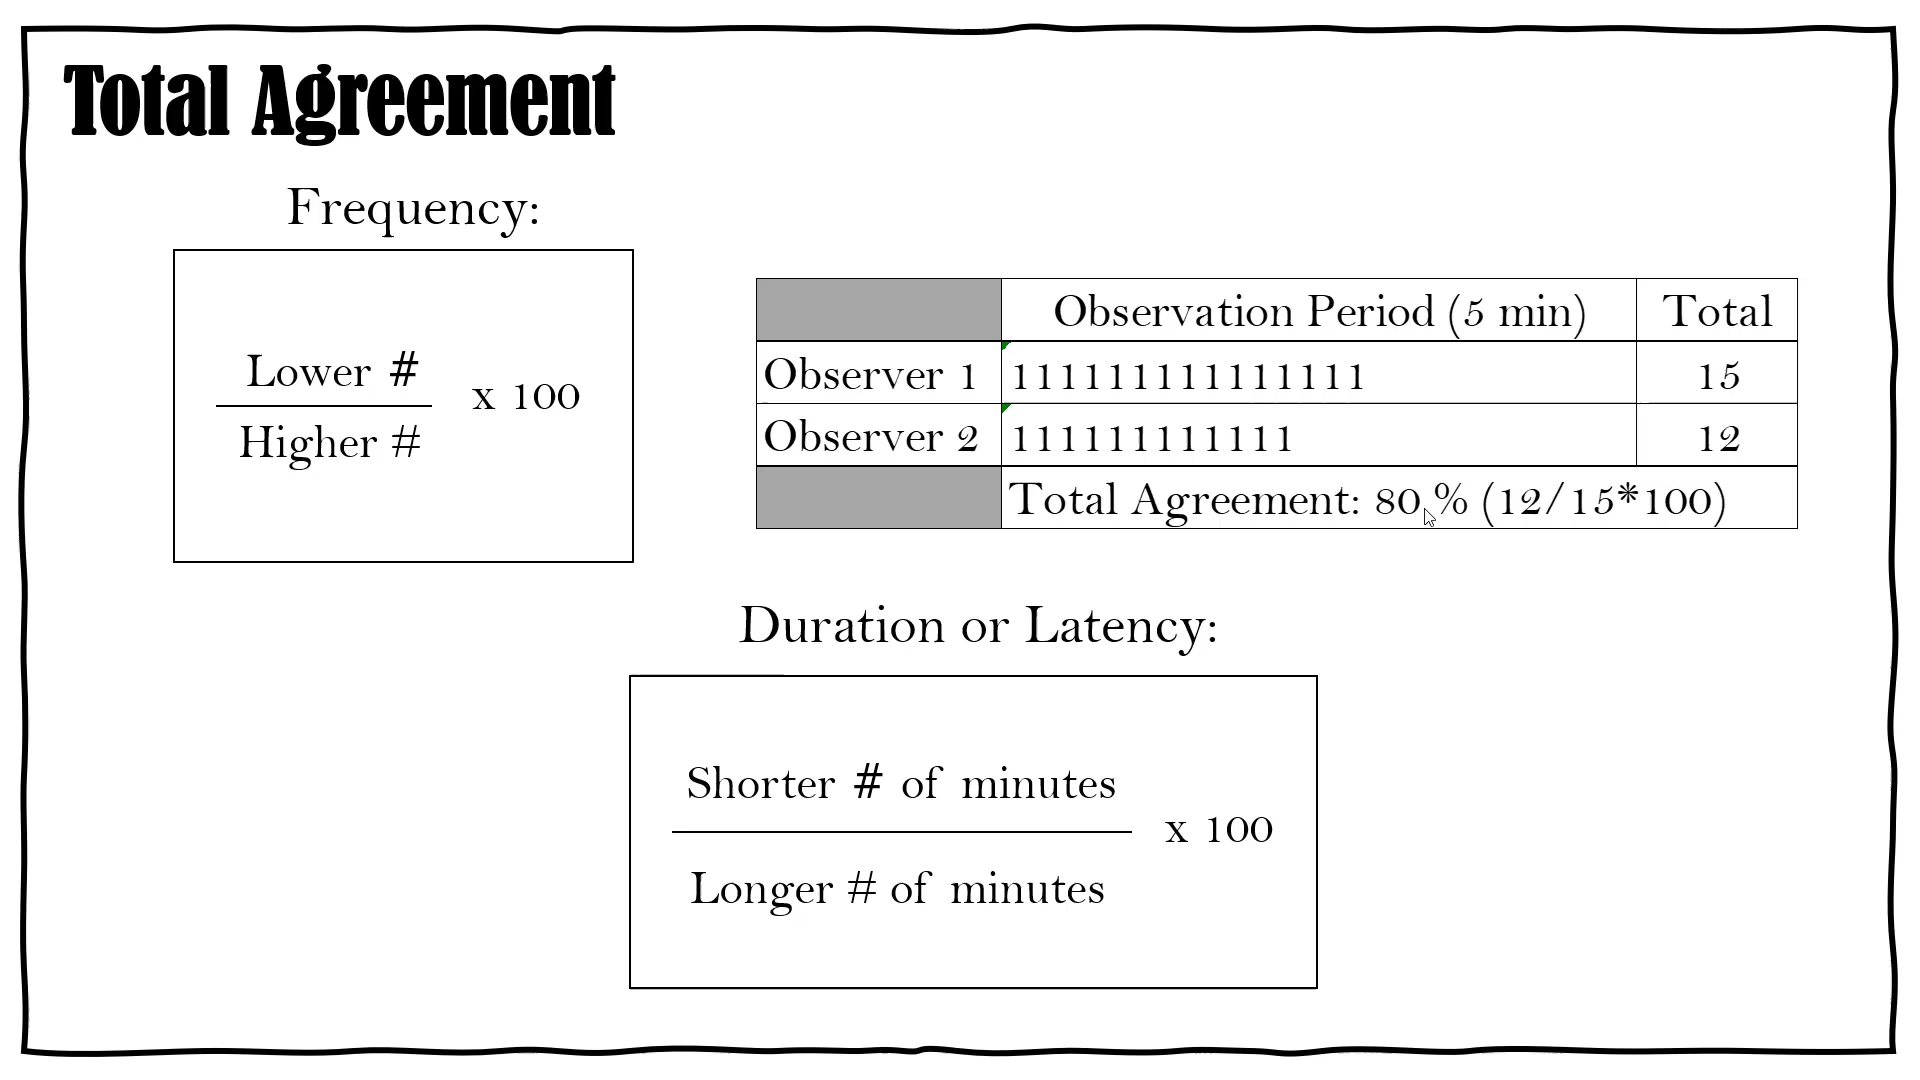 Total Agreement
Frequency:
Lower #
x 100
Higher #
Observation Period (5 min) Total
Observer 1 111111111111111 15
Observer 2 111111111111 12
Total Agreement: 80 % (12/15*100)
Duration or Latency:
Shorter # of minutes
x 100
Longer # of minutes